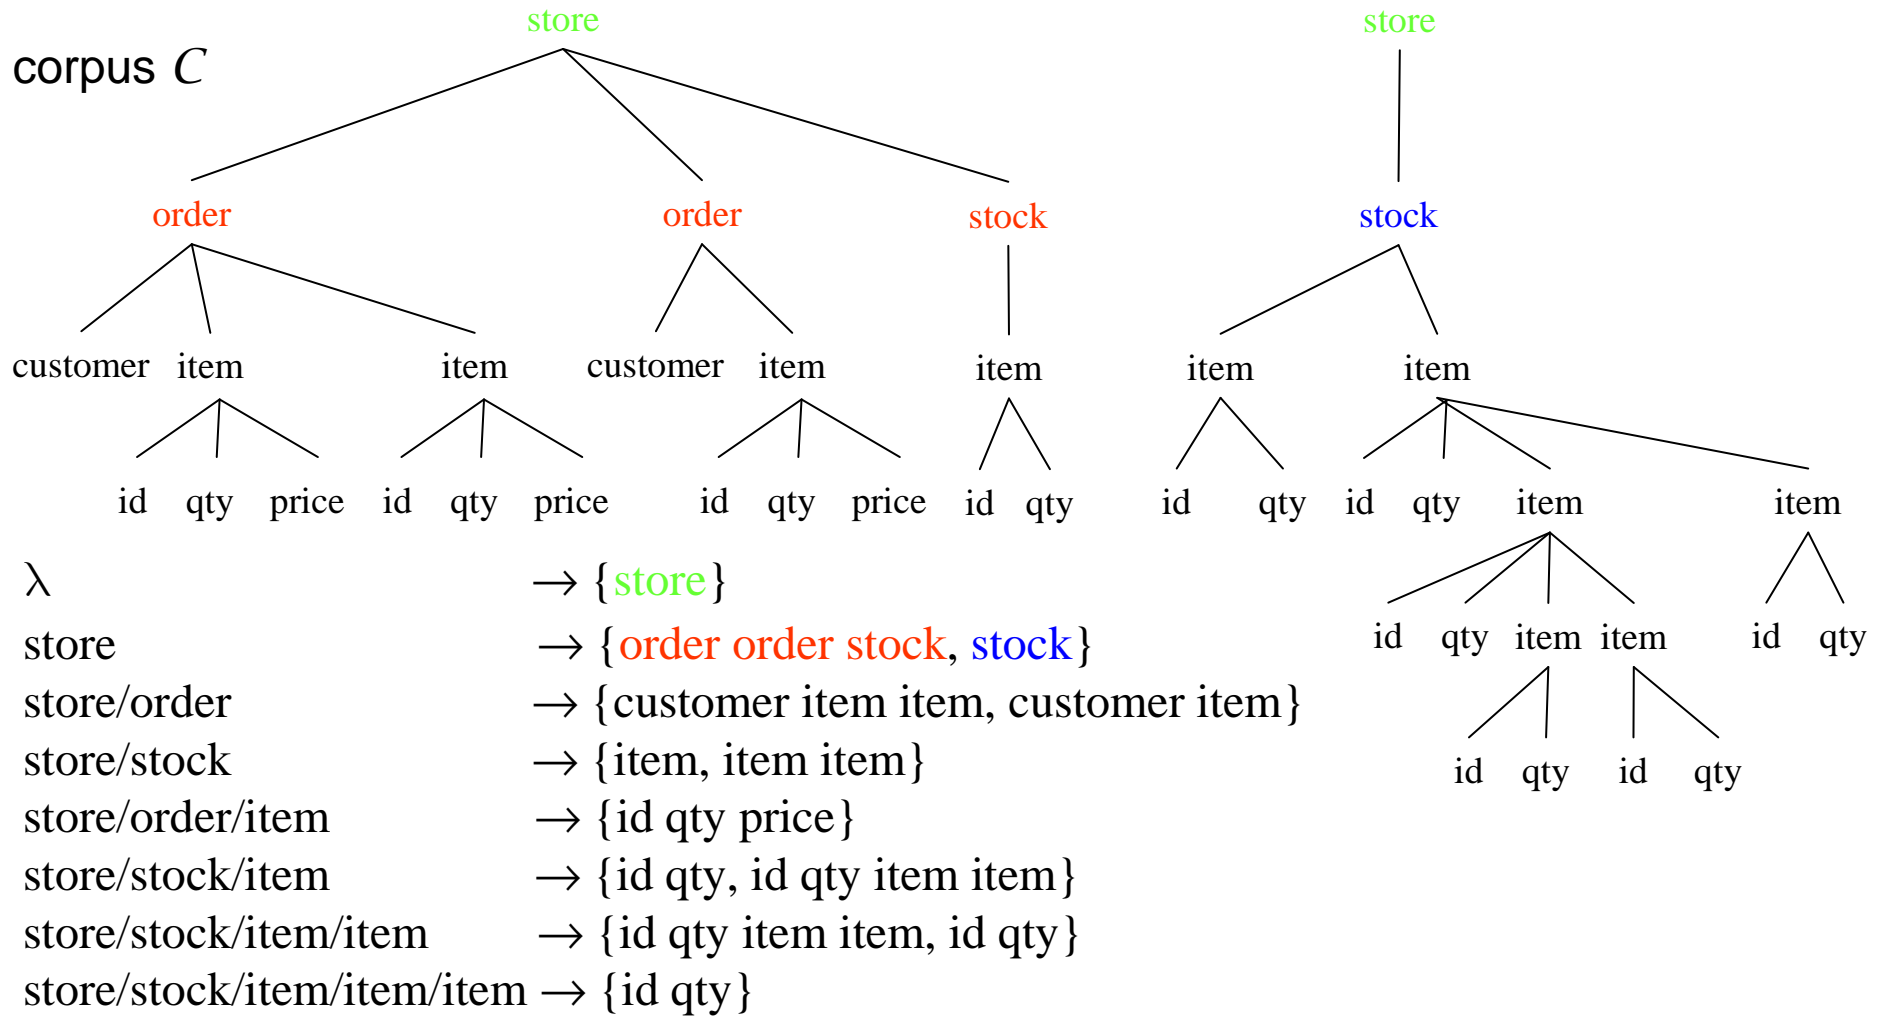 store store
corpus C
order order stock stock
customer item item customer item item item item
id qty price id qty price id qty price id qty id qty id qty item item
λ → {store}
id qty item item id qty
store → {order order stock, stock}
store/order → {customer item item, customer item}
store/stock → {item, item item}
id qty id qty
store/order/item → {id qty price}
store/stock/item → {id qty, id qty item item}
store/stock/item/item → {id qty item item, id qty}
store/stock/item/item/item → {id qty}